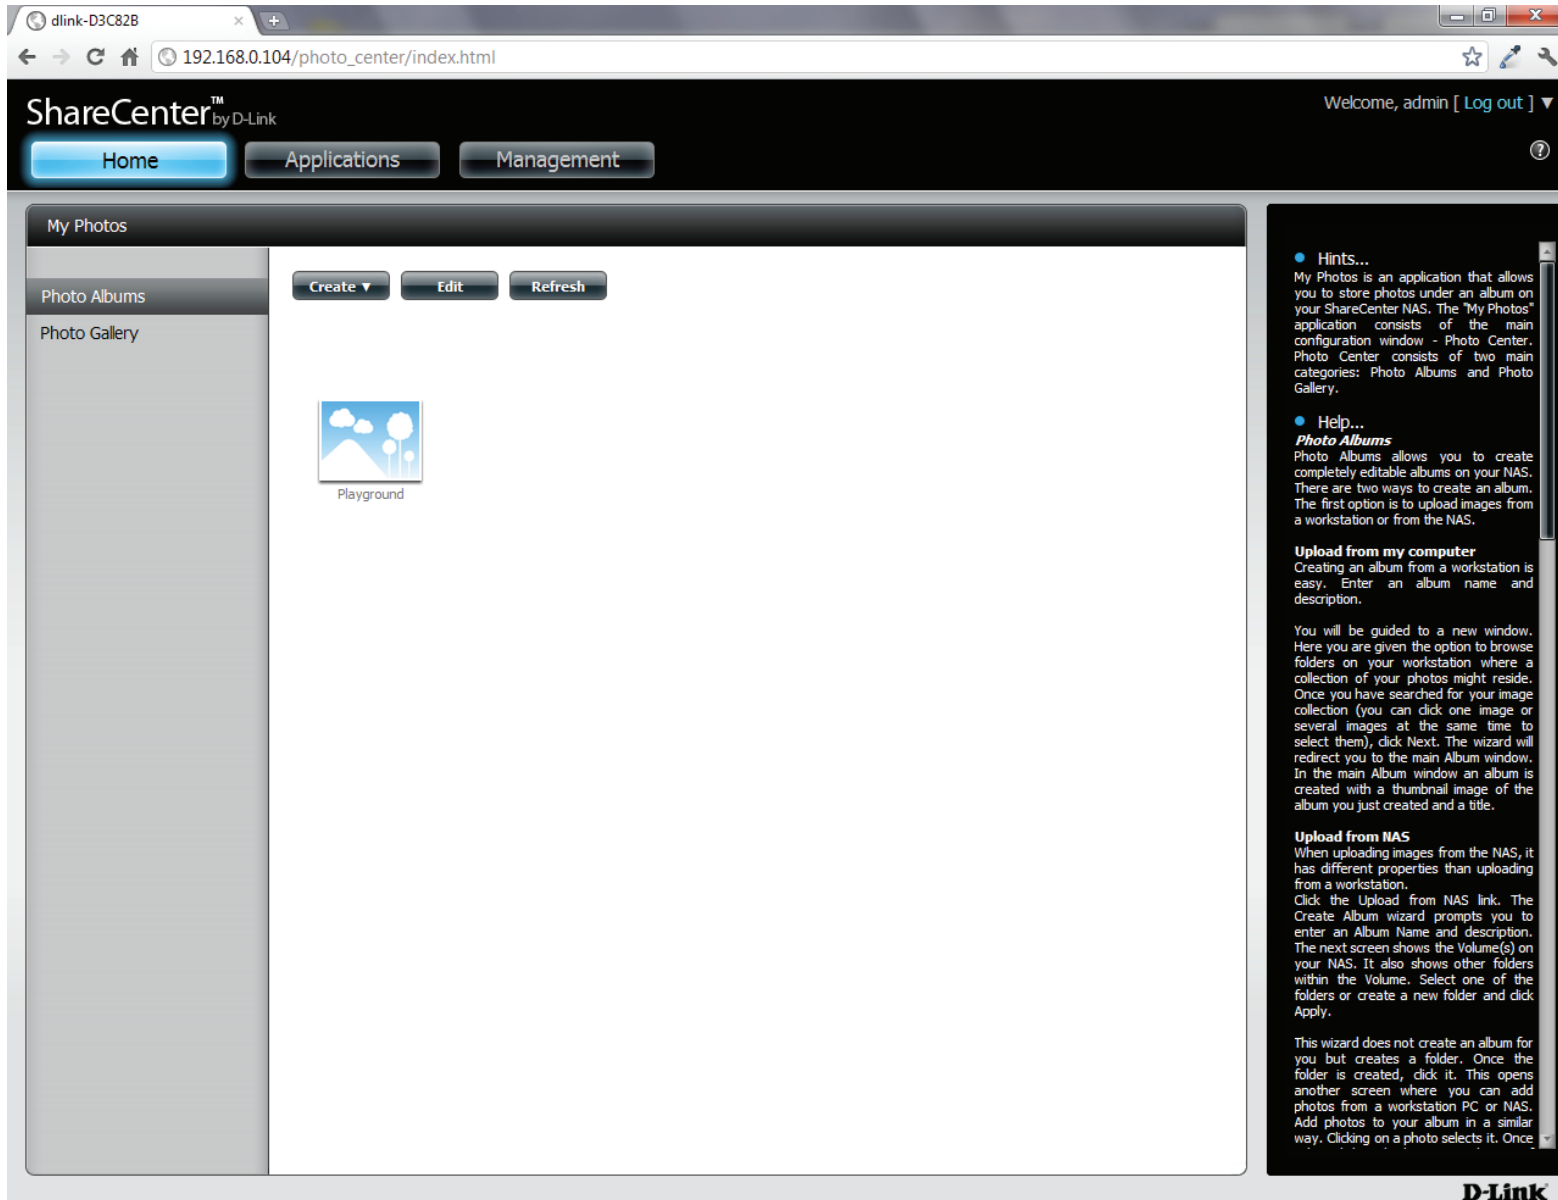 dlink-D3C82B
192.168.0.104/photo_center/index.html
ShareCenter™ by D-Link
Welcome, admin [ Log out ] ▼
Home
Applications
Management
My Photos
Photo Albums
Photo Gallery
Create ▼
Edit
Refresh
Playground
Hints...
My Photos is an application that allows
you to store photos under an album on
your ShareCenter NAS. The "My Photos"
application consists of the main
configuration window - Photo Center.
Photo Center consists of two main
categories: Photo Albums and Photo
Gallery.
Help...
Photo Albums
Photo Albums allows you to create
completely editable albums on your NAS.
There are two ways to create an album.
The first option is to upload images from
a workstation or from the NAS.
Upload from my computer
Creating an album from a workstation is
easy. Enter an album name and
description.
You will be guided to a new window.
Here you are given the option to browse
folders on your workstation where a
collection of your photos might reside.
Once you have searched for your image
collection (you can click one image or
several images at the same time to
select them), click Next. The wizard will
redirect you to the main Album window.
In the main Album window an album is
created with a thumbnail image of the
album you just created and a title.
Upload from NAS
When uploading images from the NAS, it
has different properties than uploading
from a workstation.
Click the Upload from NAS link. The
Create Album wizard prompts you to
enter an Album Name and description.
The next screen shows the Volume(s) on
your NAS. It also shows other folders
within the Volume. Select one of the
folders or create a new folder and click
Apply.
This wizard does not create an album for
you but creates a folder. Once the
folder is created, click it. This opens
another screen where you can add
photos from a workstation PC or NAS.
Add photos to your album in a similar
way. Clicking on a photo selects it. Once
D-Link